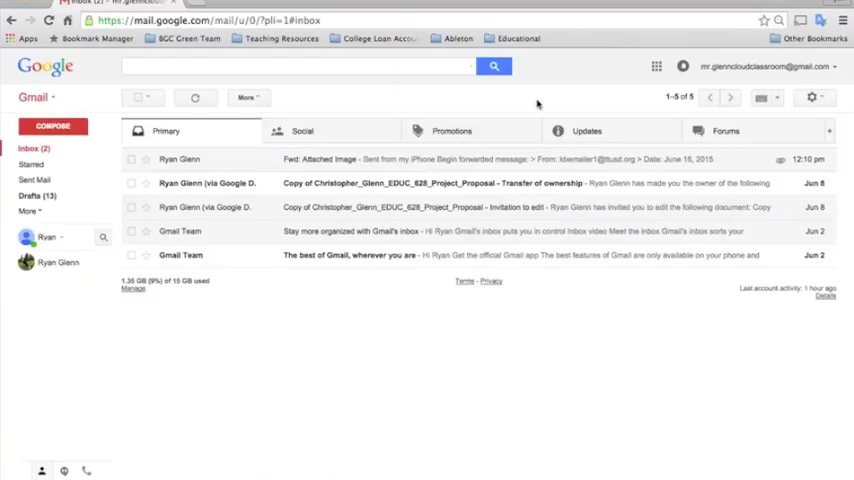 Inbox (2) - mr.glenncloud
https://mail.google.com/mail/u/0/?pli=1#inbox
Apps Bookmark Manager BGC Green Team Teaching Resources College Loan Accou Ableton Educational Other Bookmarks
Google mr.glenncloudclassroom@gmail.com
Gmail More 1–5 of 5
COMPOSE Primary Social Promotions Updates Forums +
Inbox (2)
Starred
Sent Mail
Drafts (13)
More
Ryan
Ryan Glenn
Ryan Glenn Fwd: Attached Image - Sent from my iPhone Begin forwarded message: > From: kbemailer1@ttusd.org > Date: June 16, 2015 12:10 pm
Ryan Glenn (via Google D. Copy of Christopher_Glenn_EDUC_628_Project_Proposal - Transfer of ownership - Ryan Glenn has made you the owner of the following Jun 8
Ryan Glenn (via Google D. Copy of Christopher_Glenn_EDUC_628_Project_Proposal - Invitation to edit - Ryan Glenn has invited you to edit the following document: Copy Jun 8
Gmail Team Stay more organized with Gmail's inbox - Hi Ryan Gmail's inbox puts you in control Inbox video Meet the inbox Gmail's inbox sorts your Jun 2
Gmail Team The best of Gmail, wherever you are - Hi Ryan Get the official Gmail app The best features of Gmail are only available on your phone and Jun 2
1.35 GB (9%) of 15 GB used
Manage
Terms - Privacy
Last account activity: 1 hour ago
Details